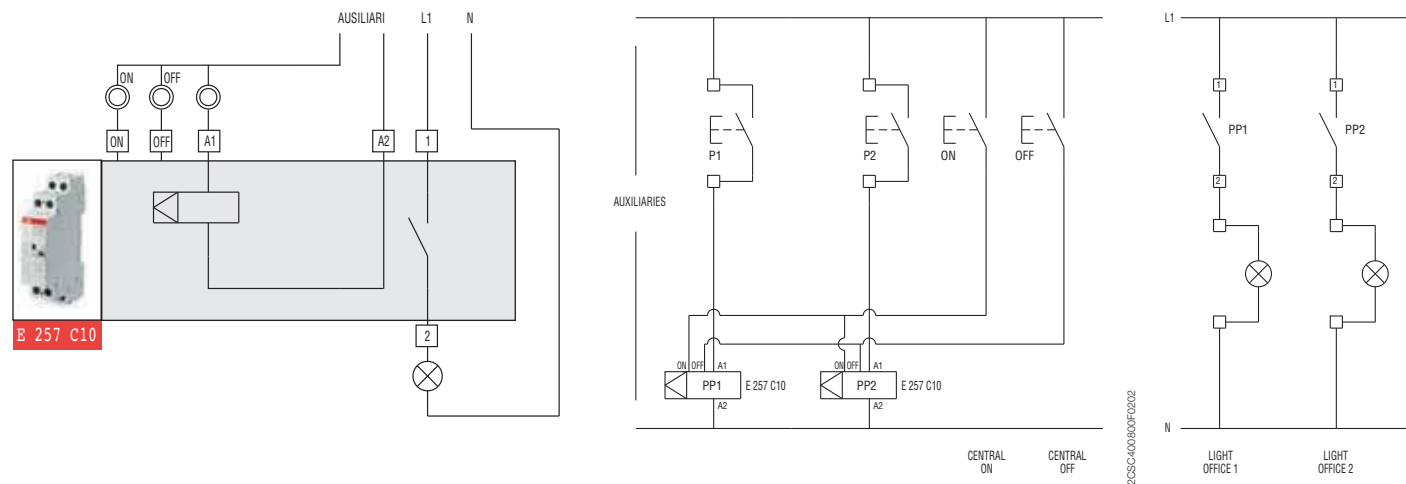 AUSILIARI L1 N
ON OFF
ON OFF A1 A2 1
E 257 C10
2
AUXILIARIES
P1 P2 ON OFF
ON OFF A1
PP1 E 257 C10
A2
ON OFF A1
PP2 E 257 C10
A2
CENTRAL
ON
CENTRAL
OFF
2CSC400800F0202
L1
1 1
PP1 PP2
2 2
N
LIGHT
OFFICE 1
LIGHT
OFFICE 2